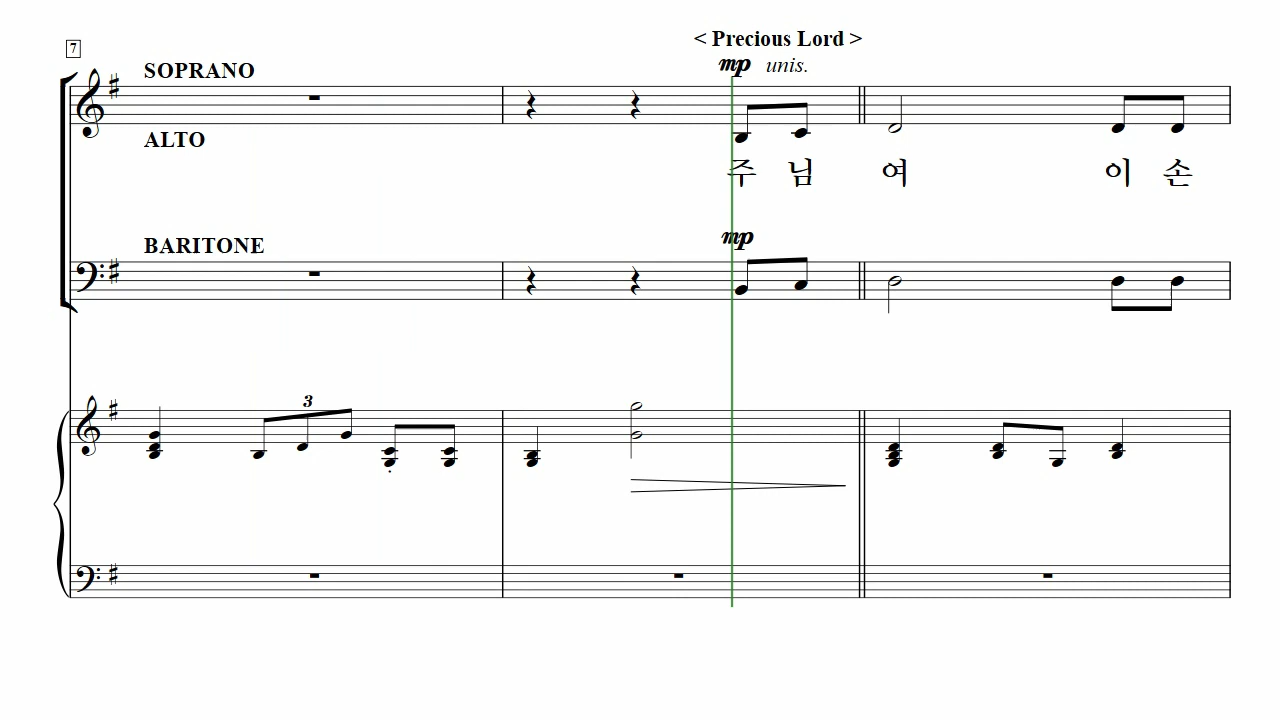 7
< Precious Lord >
SOPRANO
mp unis.
ALTO
주 님 여 이 손
mp
BARITONE
3